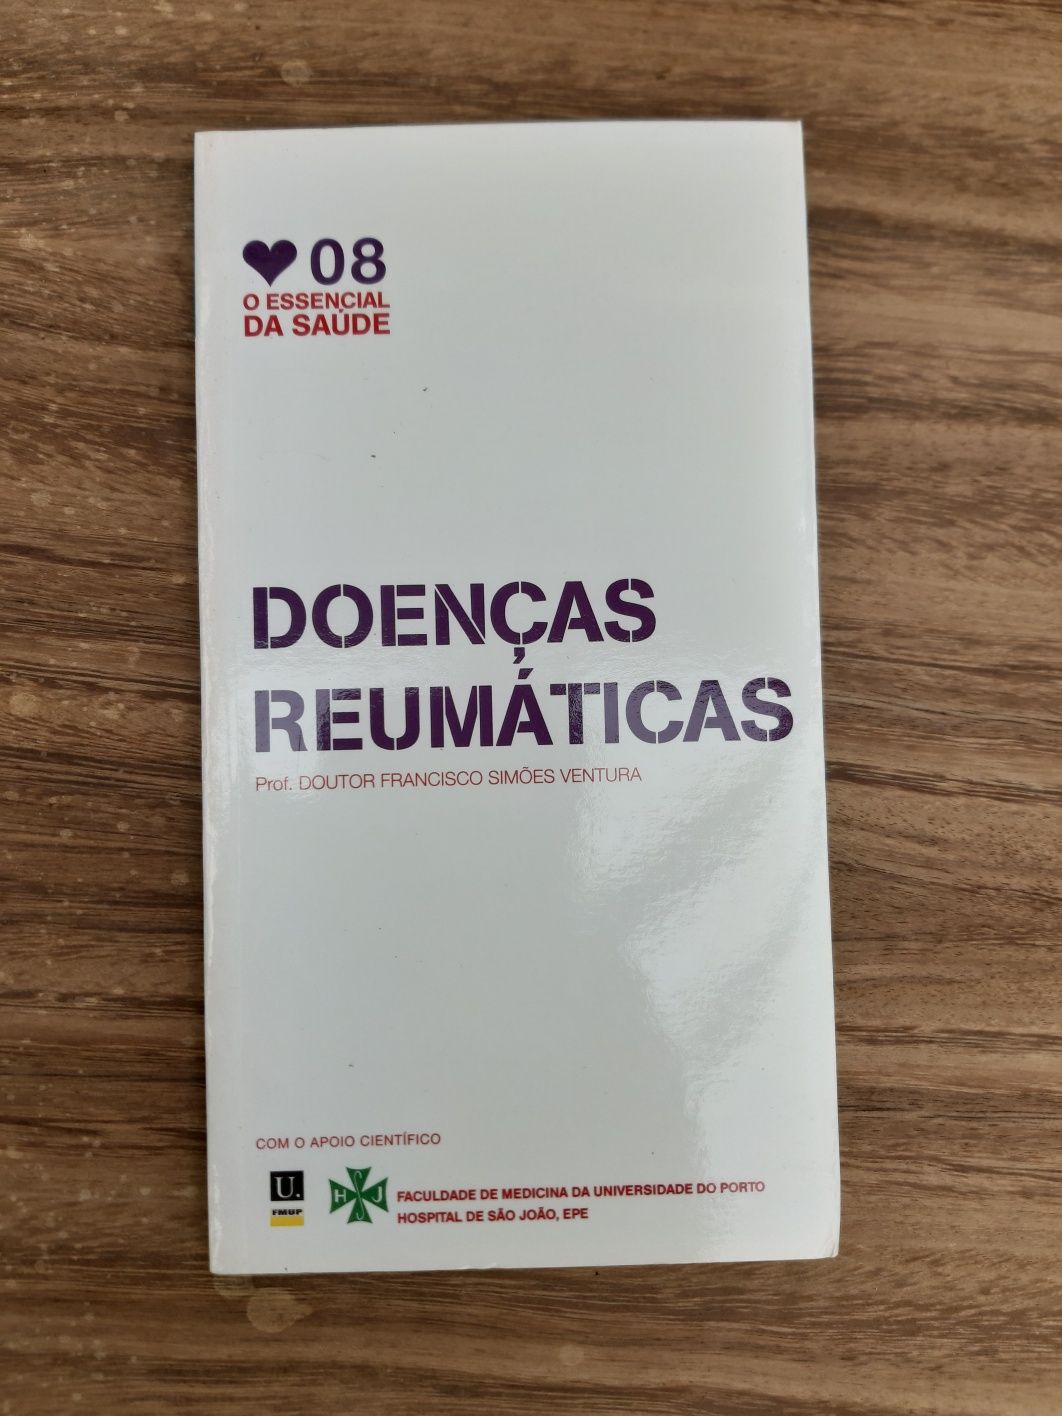 08
O ESSENCIAL
DA SAÚDE
DOENÇAS
REUMÁTICAS
Prof. DOUTOR FRANCISCO SIMÕES VENTURA
COM O APOIO CIENTÍFICO
U.
FMUP
H S J
FACULDADE DE MEDICINA DA UNIVERSIDADE DO PORTO
HOSPITAL DE SÃO JOÃO, EPE